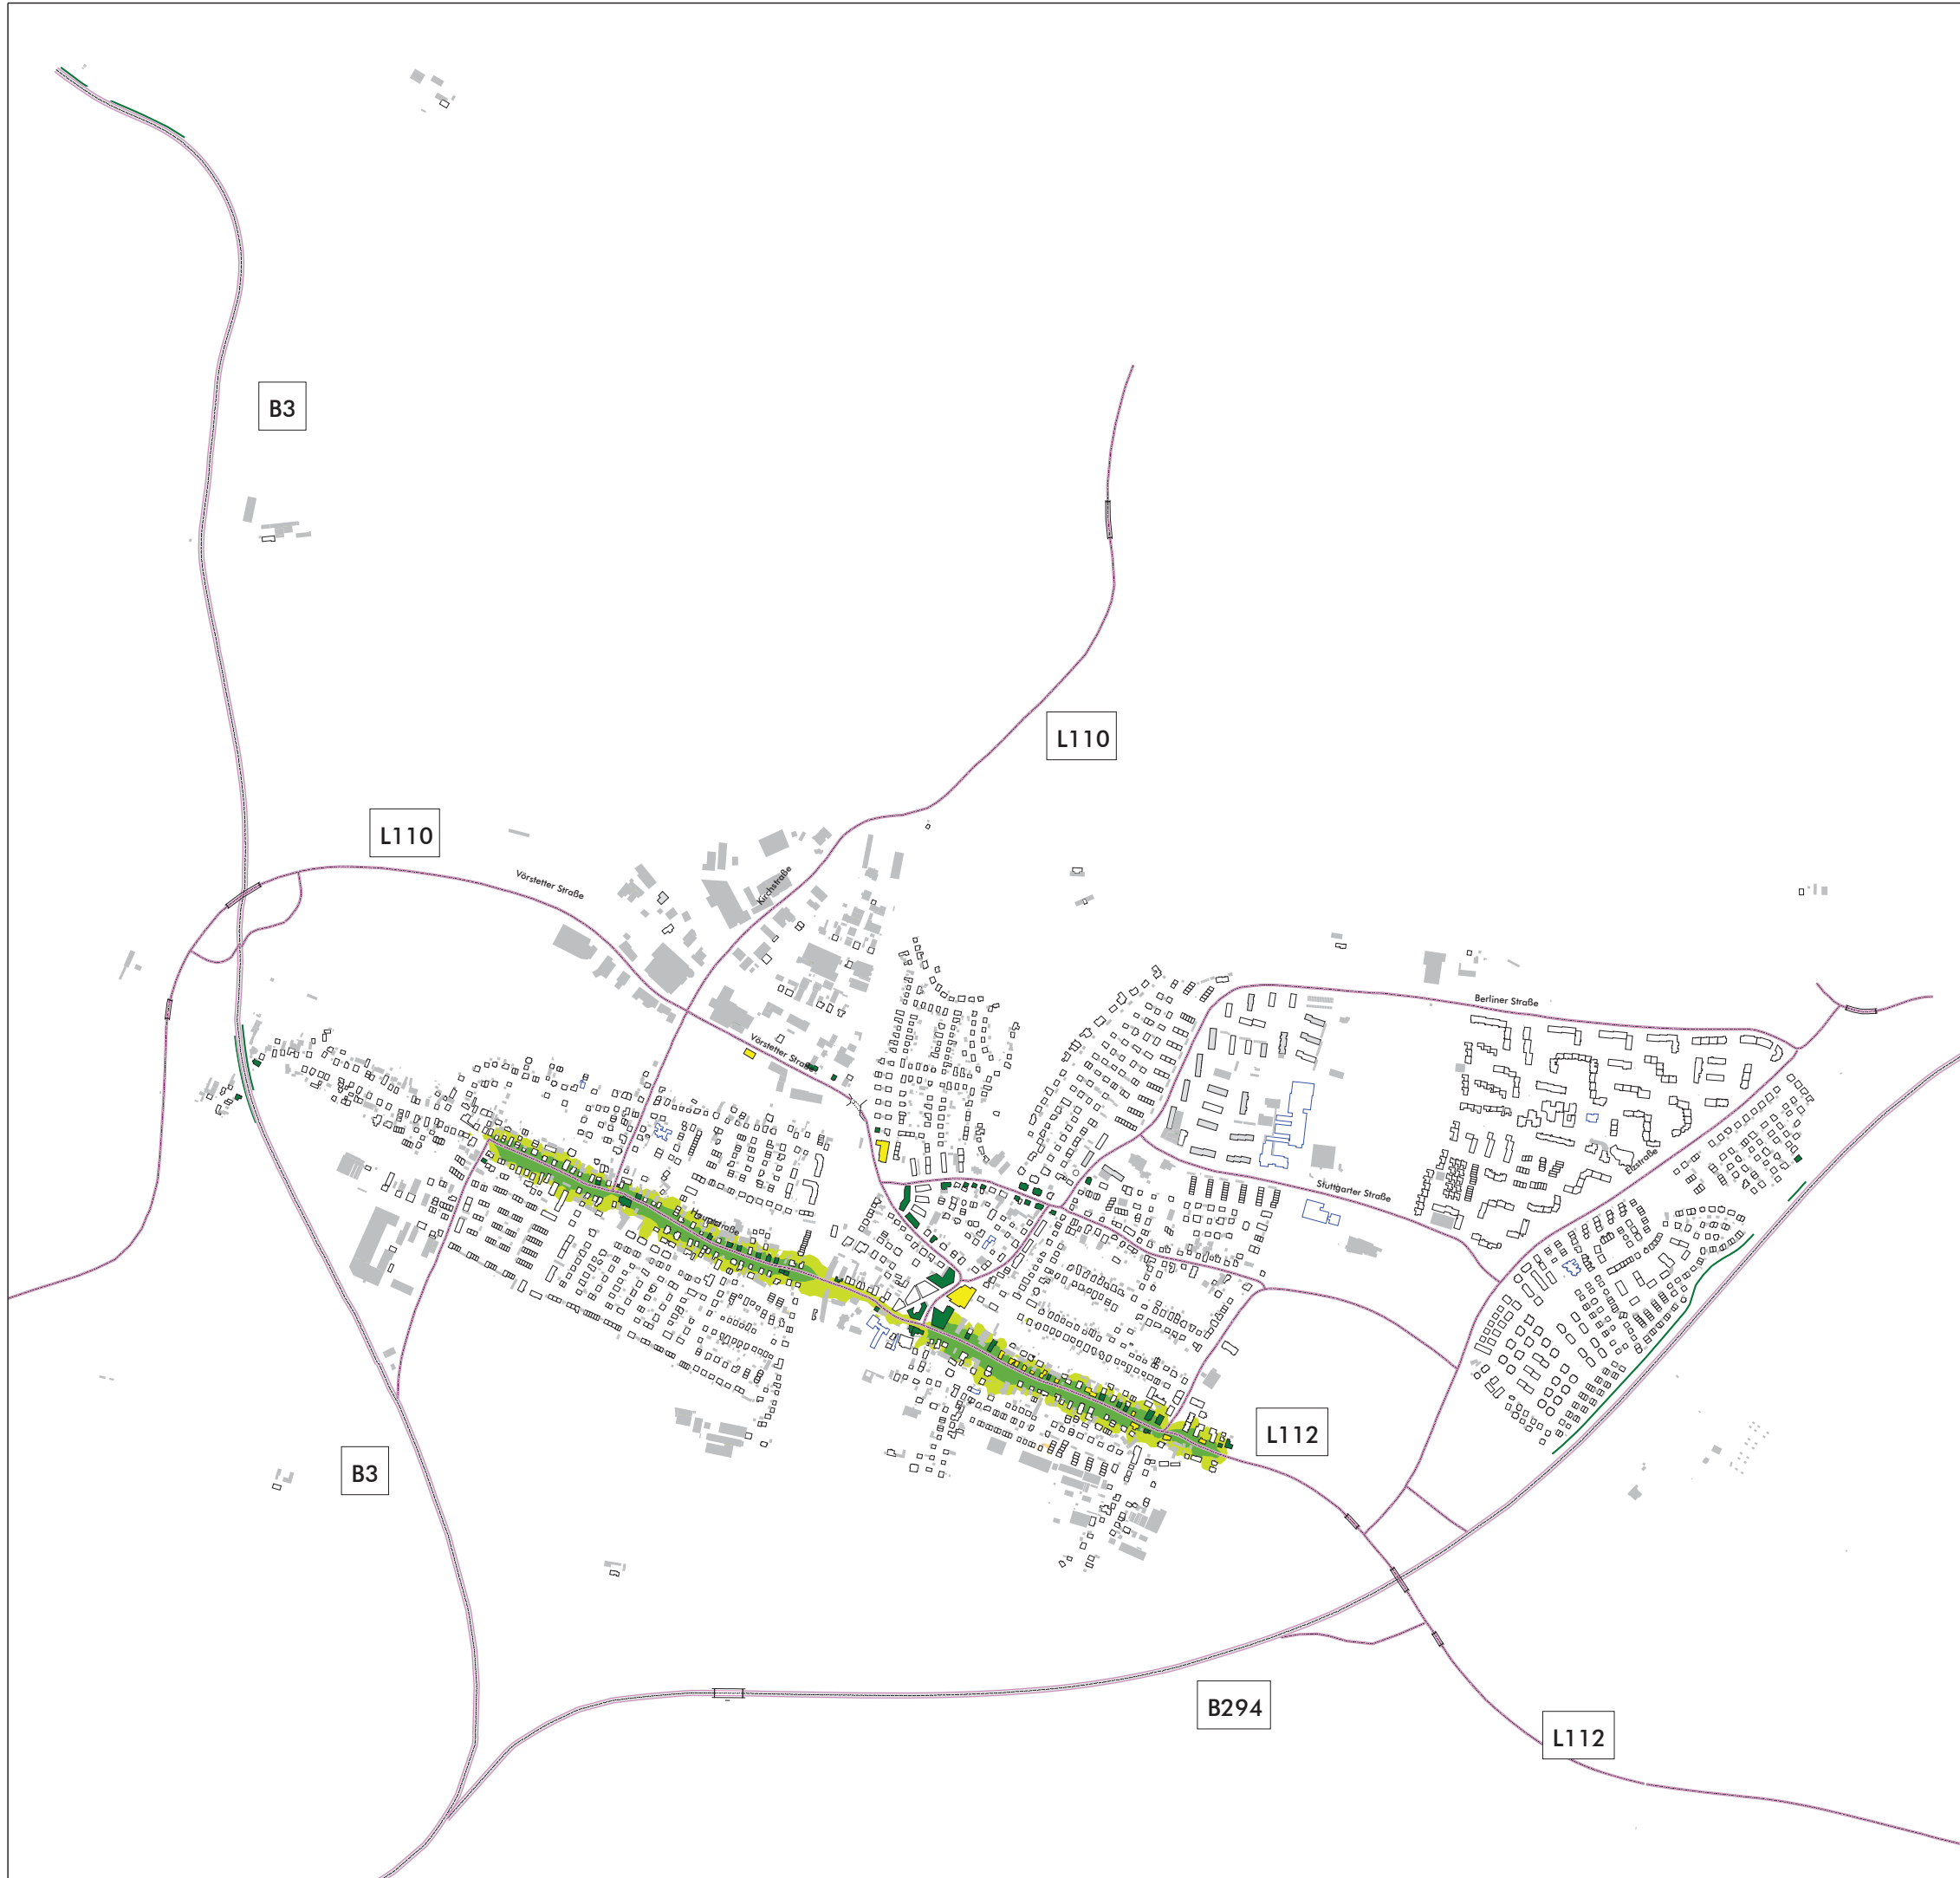 B3
L110
L110
Vörstetter Straße
Kirchstraße
Berliner Straße
Vörstetter Straße
Elzstraße
Stuttgarter Straße
Hauptstraße
L112
B3
B294
L112